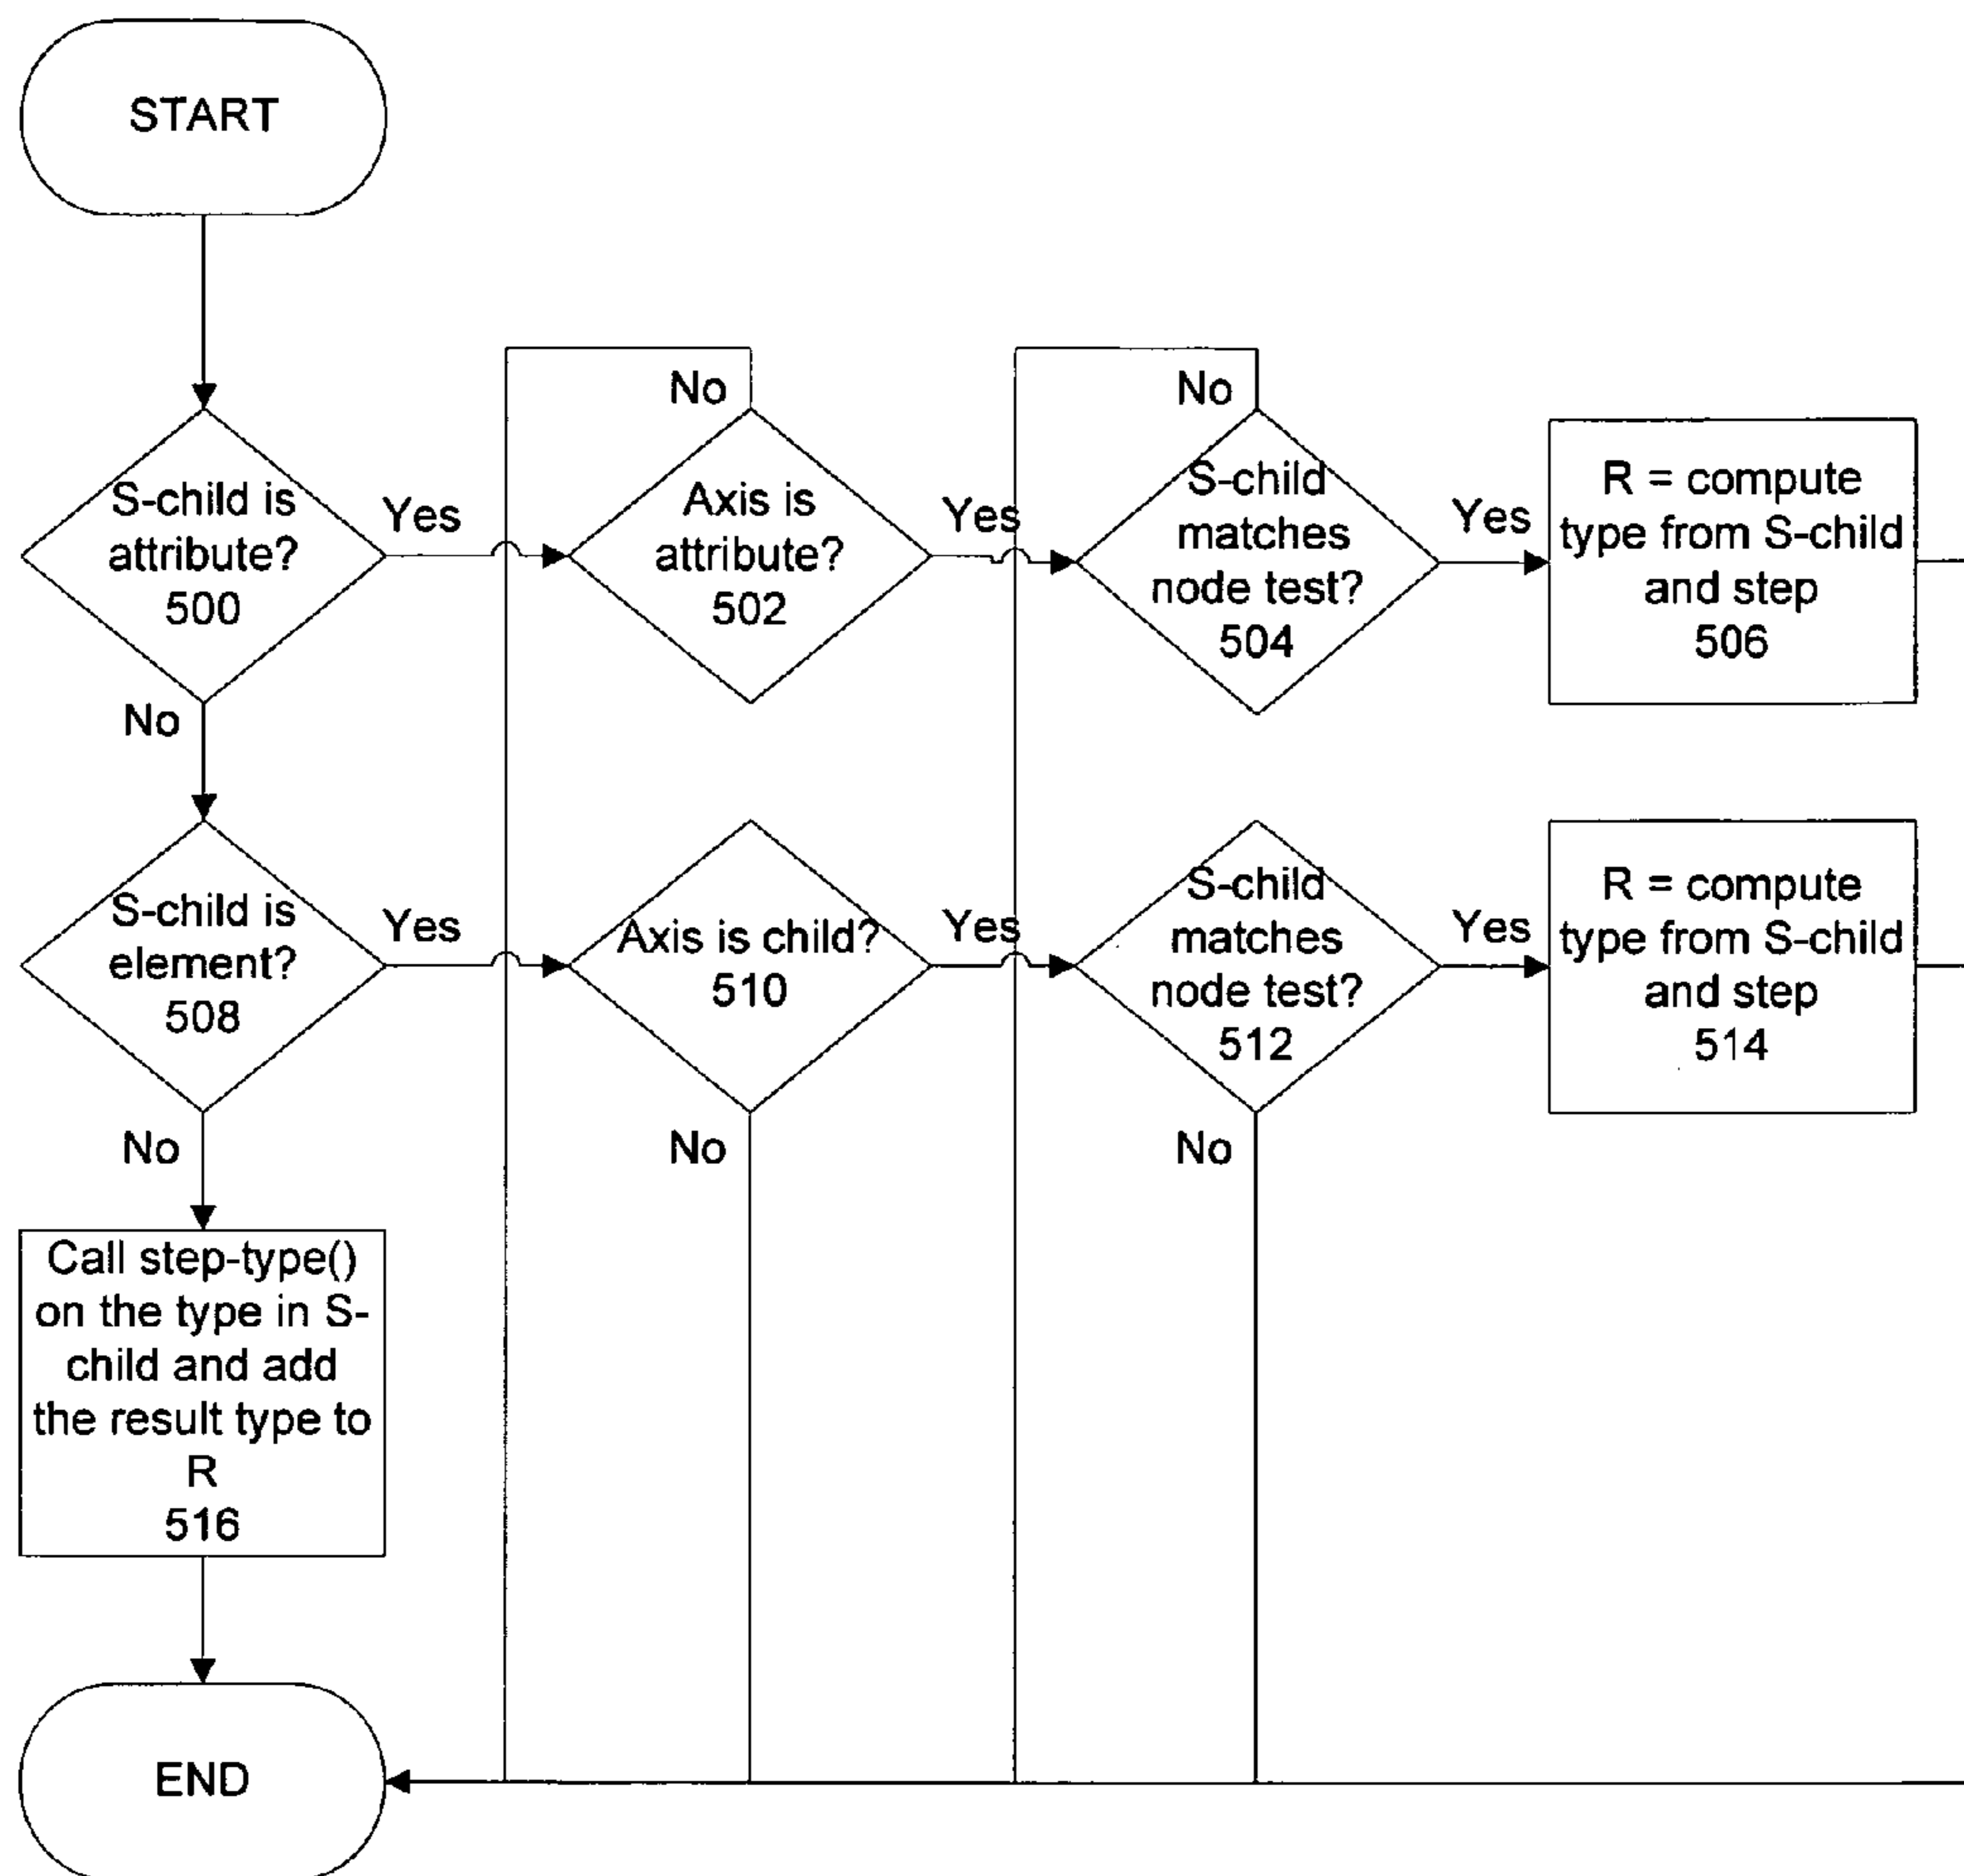 START
No
No
S-child is
attribute?
500
Yes
Axis is
attribute?
502
Yes
S-child
matches
node test?
504
Yes
R = compute
type from S-child
and step
506
No
S-child is
element?
508
Yes
Axis is child?
510
Yes
S-child
matches
node test?
512
Yes
R = compute
type from S-child
and step
514
No
No
No
Call step-type()
on the type in S-
child and add
the result type to
R
516
END